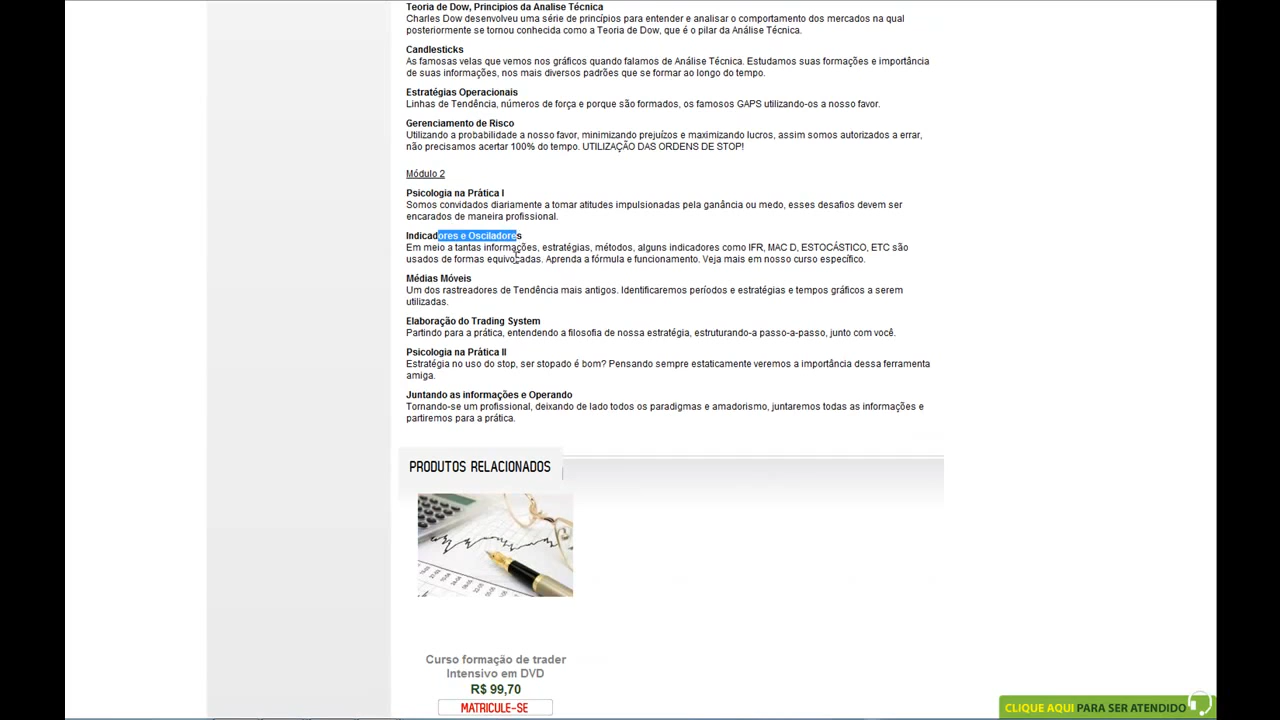 Teoria de Dow, Principios da Analise Técnica
Charles Dow desenvolveu uma série de princípios para entender e analisar o comportamento dos mercados na qual
posteriormente se tornou conhecida como a Teoria de Dow, que é o pilar da Análise Técnica.
Candlesticks
As famosas velas que vemos nos gráficos quando falamos de Análise Técnica. Estudamos suas formações e importância
de suas informações, nos mais diversos padrões que se formar ao longo do tempo.
Estratégias Operacionais
Linhas de Tendência, números de força e porque são formados, os famosos GAPS utilizando-os a nosso favor.
Gerenciamento de Risco
Utilizando a probabilidade a nosso favor, minimizando prejuízos e maximizando lucros, assim somos autorizados a errar,
não precisamos acertar 100% do tempo. UTILIZAÇÃO DAS ORDENS DE STOP!
Módulo 2
Psicologia na Prática I
Somos convidados diariamente a tomar atitudes impulsionadas pela ganância ou medo, esses desafios devem ser
encarados de maneira profissional.
Indicadores e Osciladores
Em meio a tantas informações, estratégias, métodos, alguns indicadores como IFR, MAC D, ESTOCÁSTICO, ETC são
usados de formas equivocadas. Aprenda a fórmula e funcionamento. Veja mais em nosso curso específico.
Médias Móveis
Um dos rastreadores de Tendência mais antigos. Identificaremos períodos e estratégias e tempos gráficos a serem
utilizadas.
Elaboração do Trading System
Partindo para a prática, entendendo a filosofia de nossa estratégia, estruturando-a passo-a-passo, junto com você.
Psicologia na Prática II
Estratégia no uso do stop, ser stopado é bom? Pensando sempre estaticamente veremos a importância dessa ferramenta
amiga.
Juntando as informações e Operando
Tornando-se um profissional, deixando de lado todos os paradigmas e amadorismo, juntaremos todas as informações e
partiremos para a prática.
PRODUTOS RELACIONADOS
Curso formação de trader
Intensivo em DVD
R$ 99,70
MATRICULE-SE
CLIQUE AQUI PARA SER ATENDIDO